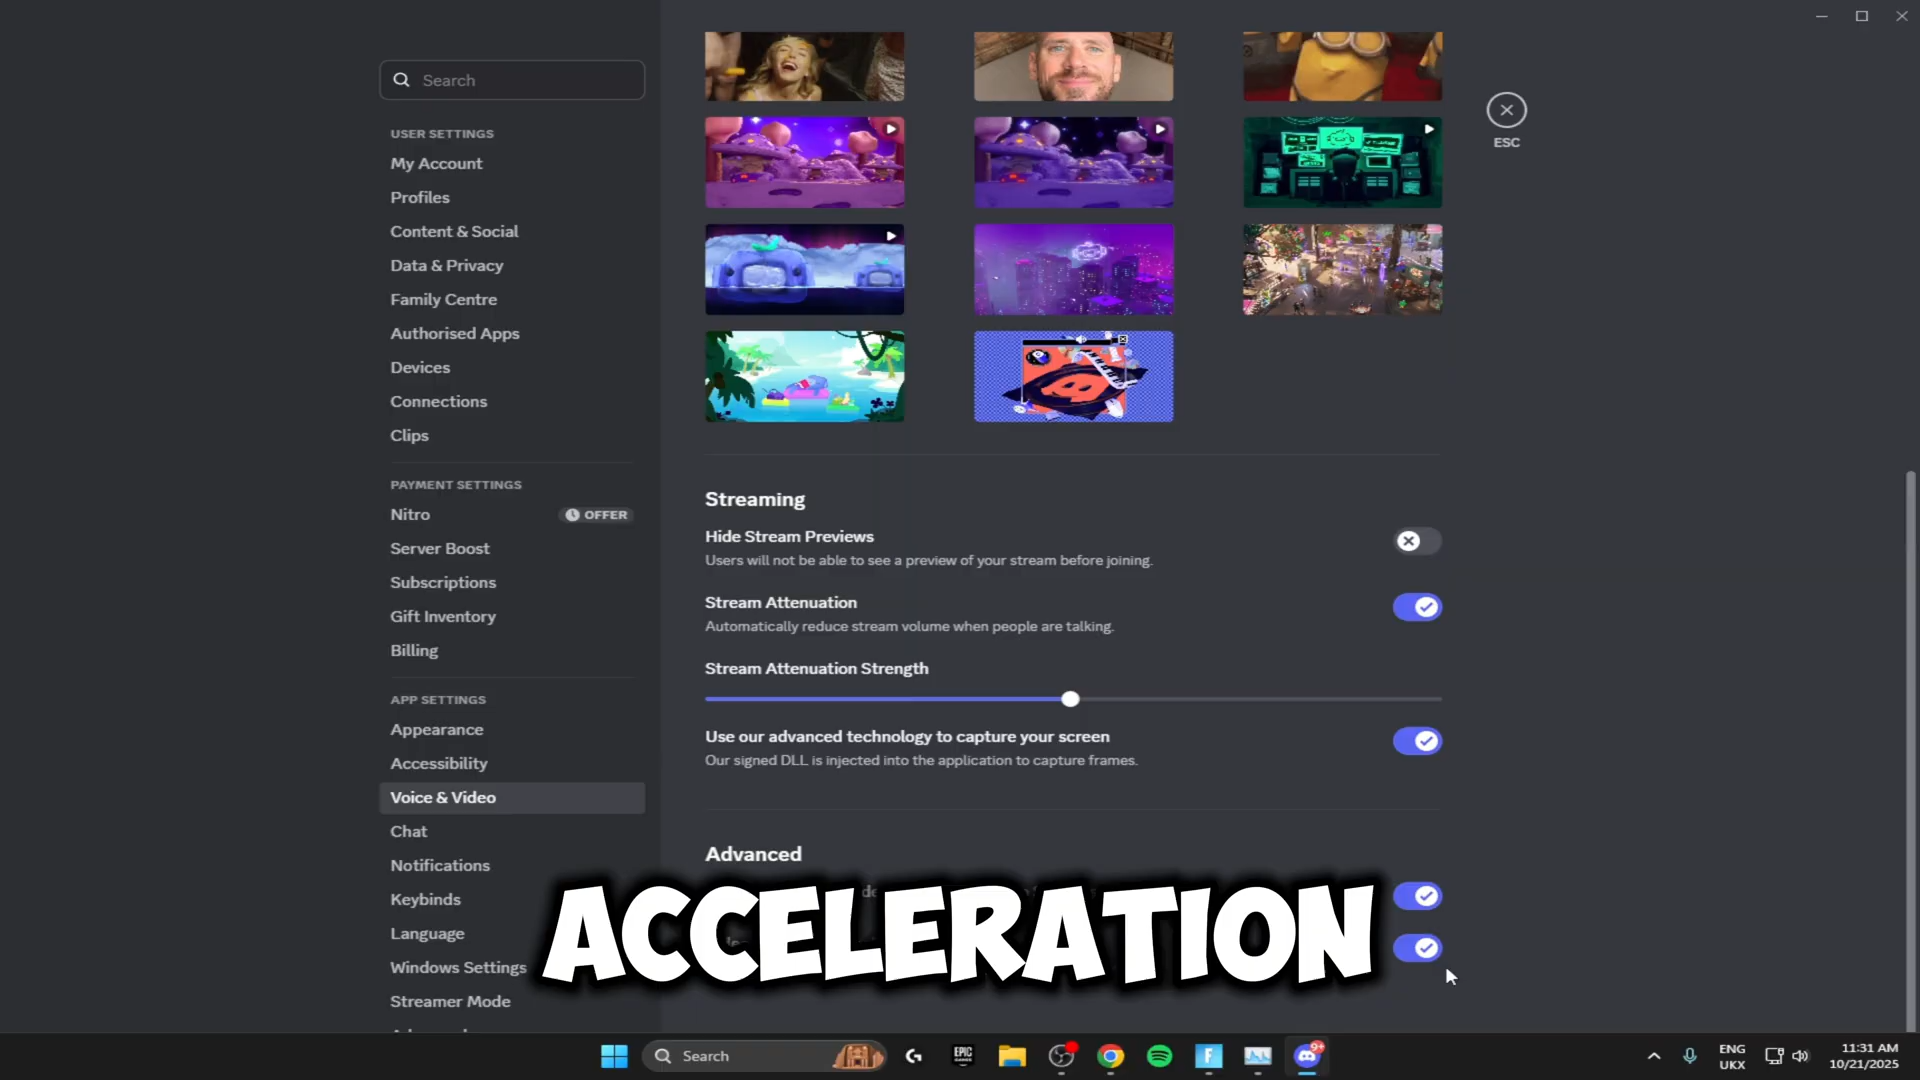 Search
ESC
USER SETTINGS
My Account
Profiles
Content & Social
Data & Privacy
Family Centre
Authorised Apps
Devices
Connections
Clips
PAYMENT SETTINGS
Nitro
OFFER
Server Boost
Subscriptions
Gift Inventory
Billing
APP SETTINGS
Appearance
Accessibility
Voice & Video
Chat
Notifications
Keybinds
Language
Windows Settings
Streamer Mode
Streaming
Hide Stream Previews
Users will not be able to see a preview of your stream before joining.
Stream Attenuation
Automatically reduce stream volume when people are talking.
Stream Attenuation Strength
Use our advanced technology to capture your screen
Our signed DLL is injected into the application to capture frames.
Advanced
ACCELERATION
Search
EPIC
GAMES
9+
ENG
UKX
11:31 AM
10/21/2025